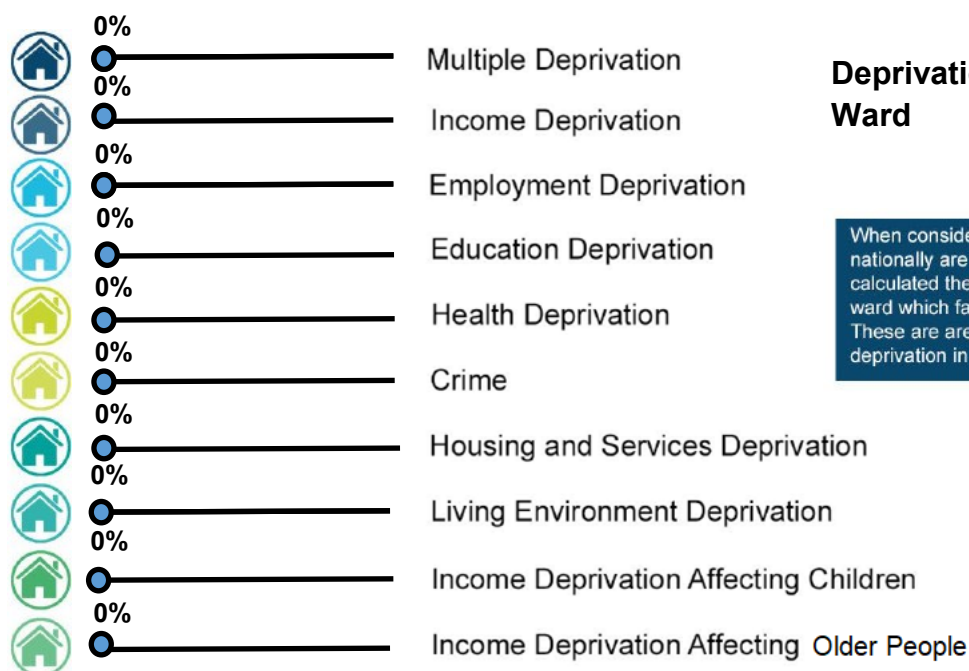 0%
Multiple Deprivation
0%
Income Deprivation
0%
Employment Deprivation
0%
Education Deprivation
0%
Health Deprivation
0%
Crime
0%
Housing and Services Deprivation
0%
Living Environment Deprivation
0%
Income Deprivation Affecting Children
0%
Income Deprivation Affecting Older People
Deprivati
Ward
When conside
nationally are
calculated the
ward which fa
These are are
deprivation in